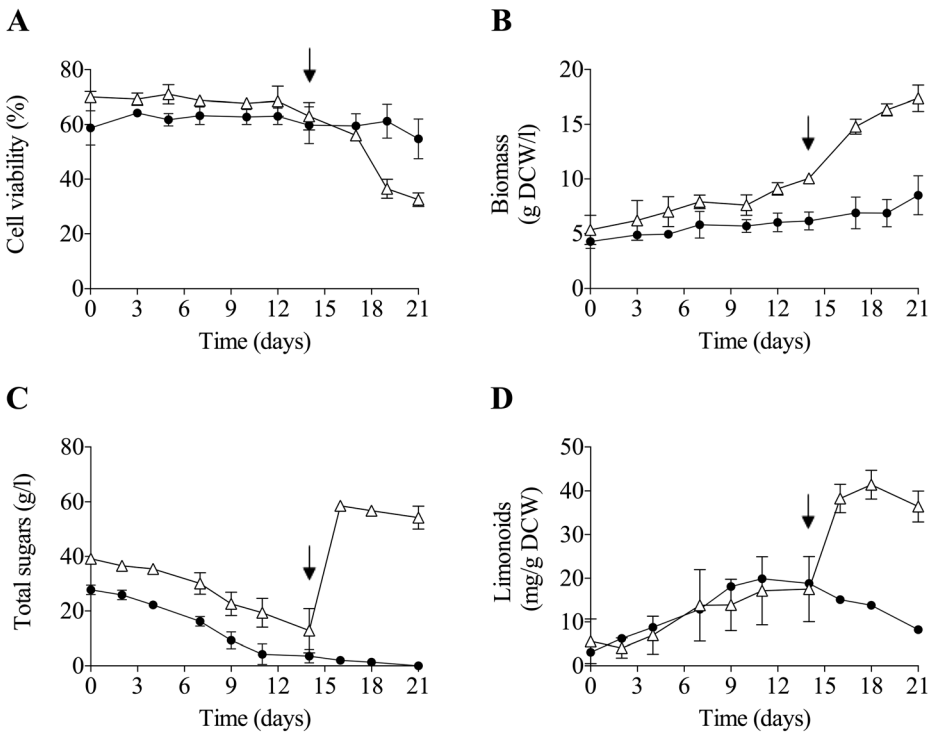 A
Cell viability (%)
80
60
40
20
0
0 3 6 9 12 15 18 21
Time (days)
B
Biomass
(g DCW/l)
20
15
10
5
0
0 3 6 9 12 15 18 21
Time (days)
C
Total sugars (g/l)
80
60
40
20
0
0 3 6 9 12 15 18 21
Time (days)
D
Limonoids
(mg/g DCW)
50
40
30
20
10
0
0 3 6 9 12 15 18 21
Time (days)